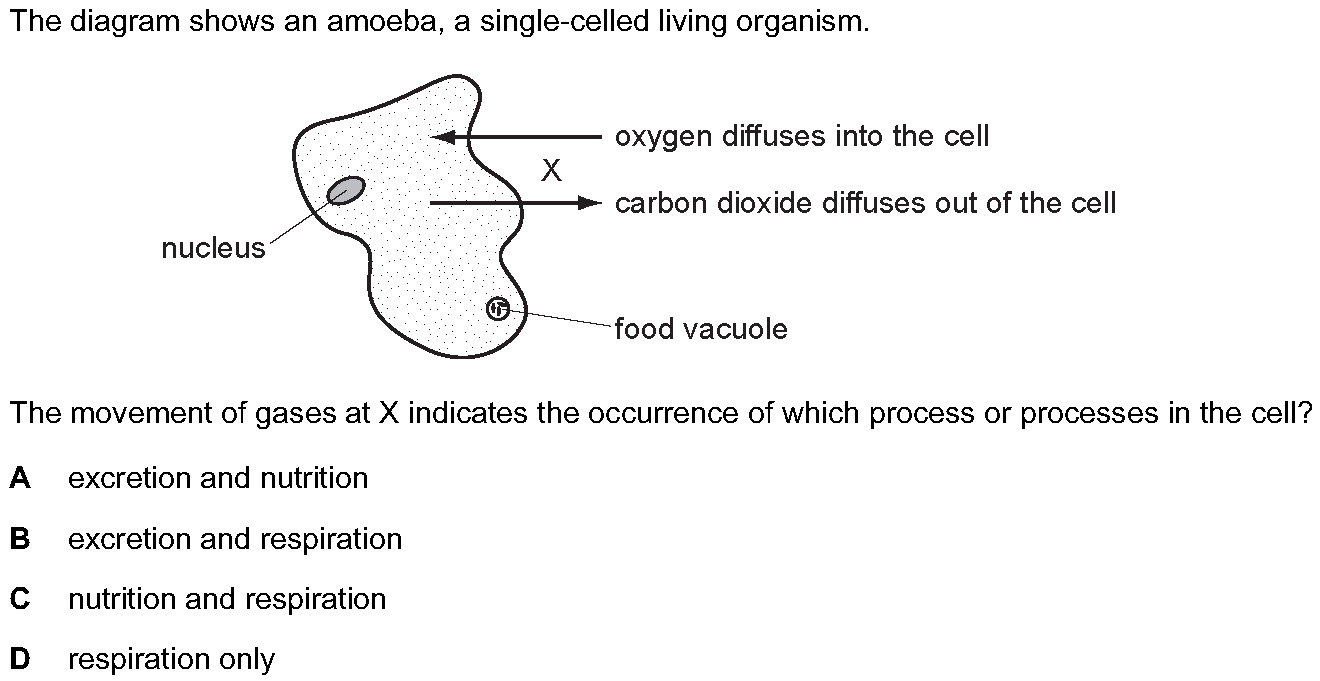 The diagram shows an amoeba, a single-celled living organism.
oxygen diffuses into the cell
X
carbon dioxide diffuses out of the cell
nucleus
food vacuole
The movement of gases at X indicates the occurrence of which process or processes in the cell?
A excretion and nutrition
B excretion and respiration
C nutrition and respiration
D respiration only